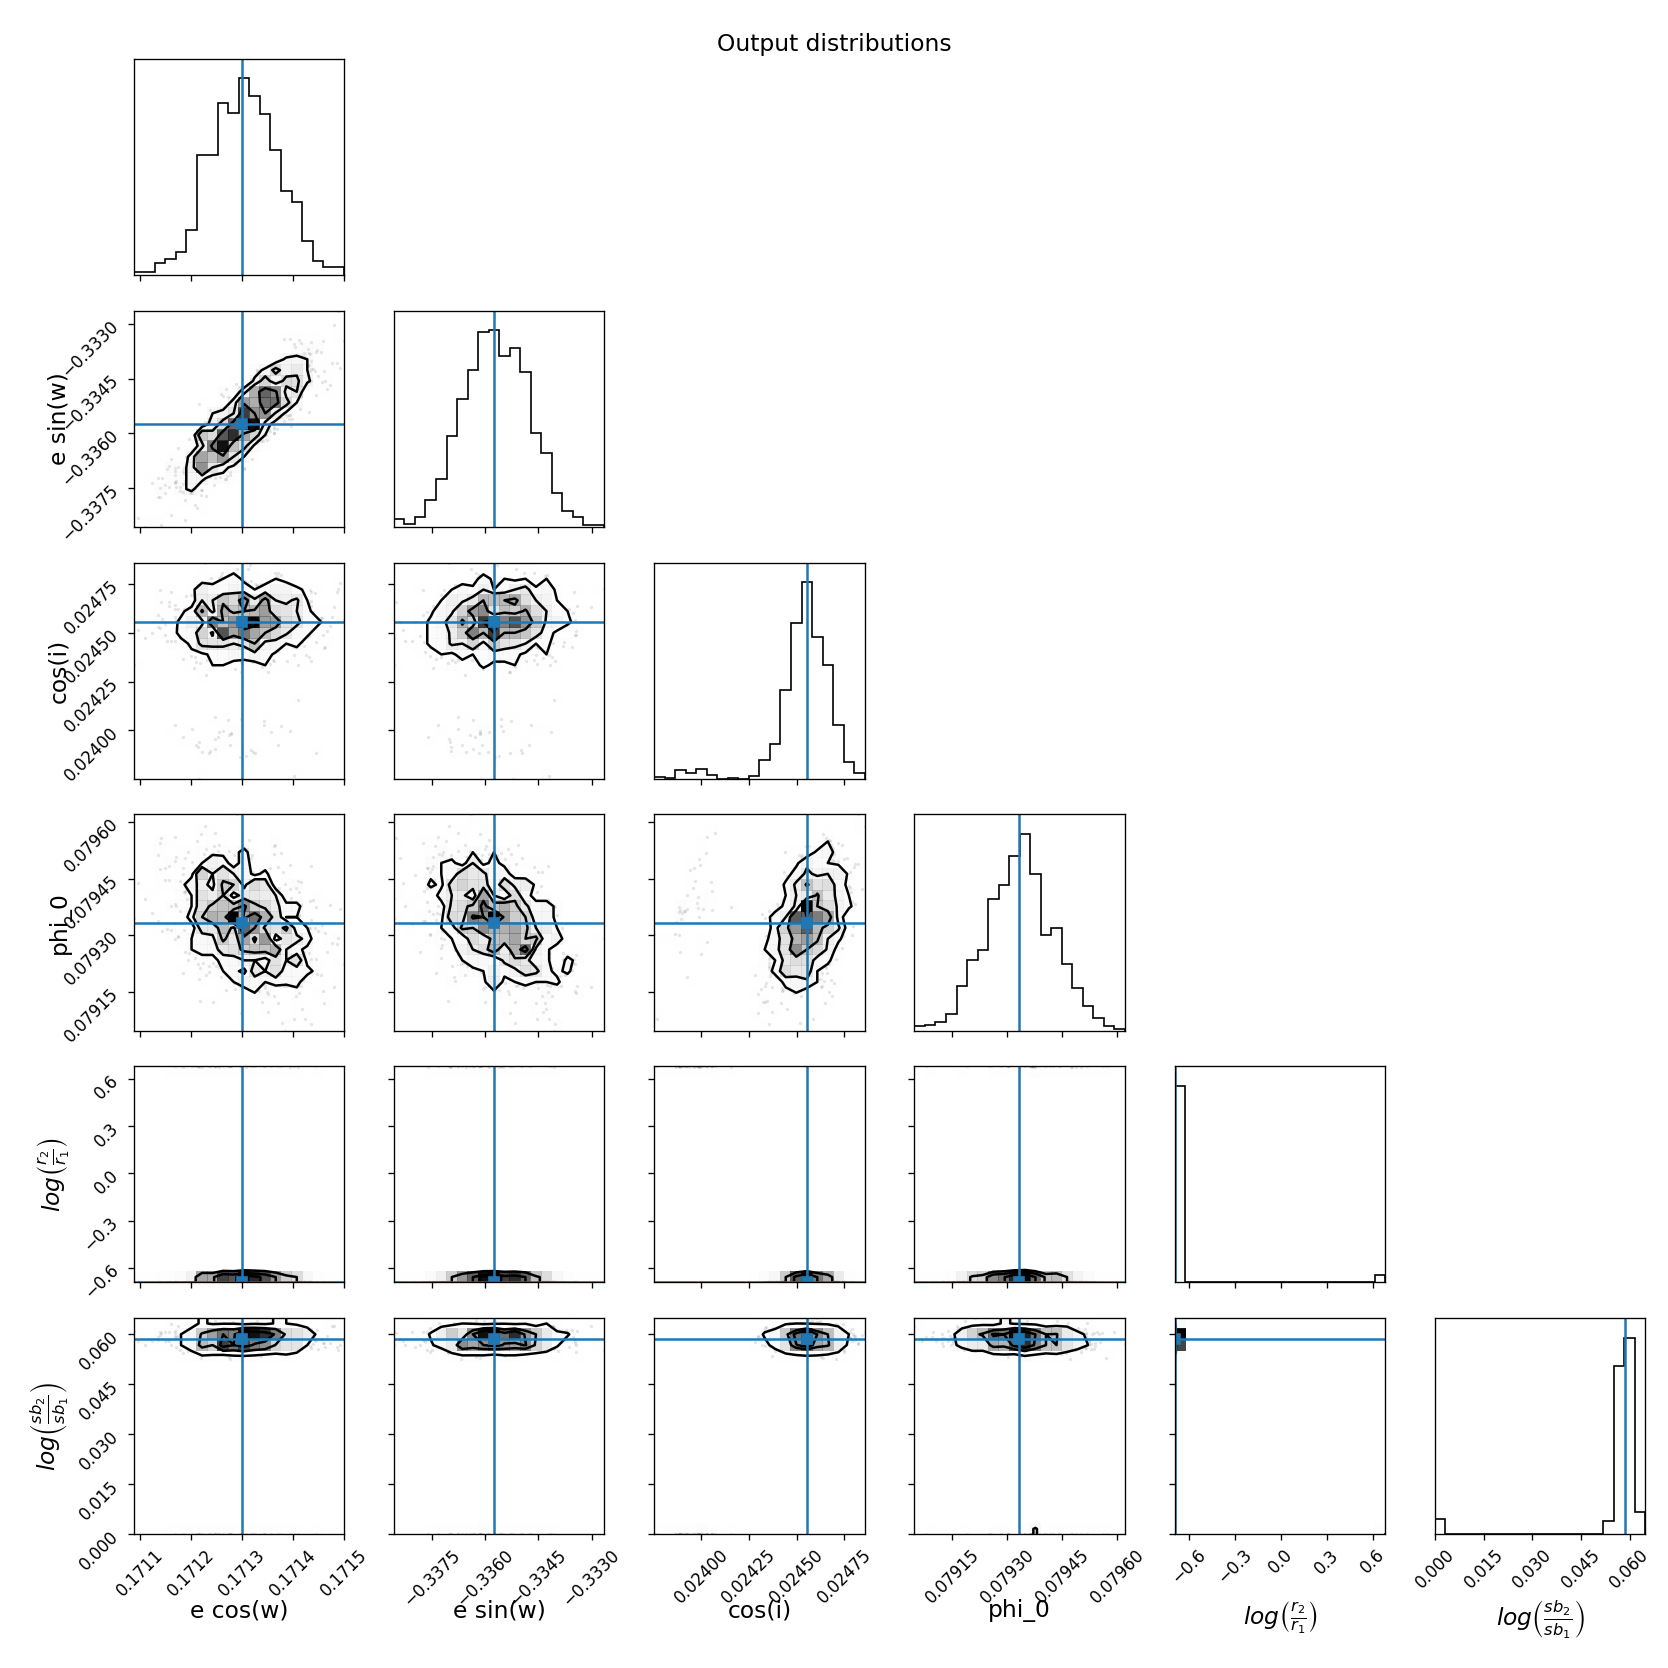 Output distributions
e sin(w)
−0.3330
−0.3345
−0.3360
−0.3375
cos(i)
0.02475
0.02450
0.02425
0.02400
phi_0
0.07960
0.07945
0.07930
0.07915
log(r₂/r₁)
0.6
0.3
0.0
−0.3
−0.6
log(sb₂/sb₁)
0.060
0.045
0.030
0.015
0.000
0.1711 0.1712 0.1713 0.1714 0.1715
e cos(w)
−0.3375 −0.3360 −0.3345 −0.3330
e sin(w)
0.02400 0.02425 0.02450 0.02475
cos(i)
0.07915 0.07930 0.07945 0.07960
phi_0
−0.6 −0.3 0.0 0.3 0.6
log(r₂/r₁)
0.000 0.015 0.030 0.045 0.060
log(sb₂/sb₁)